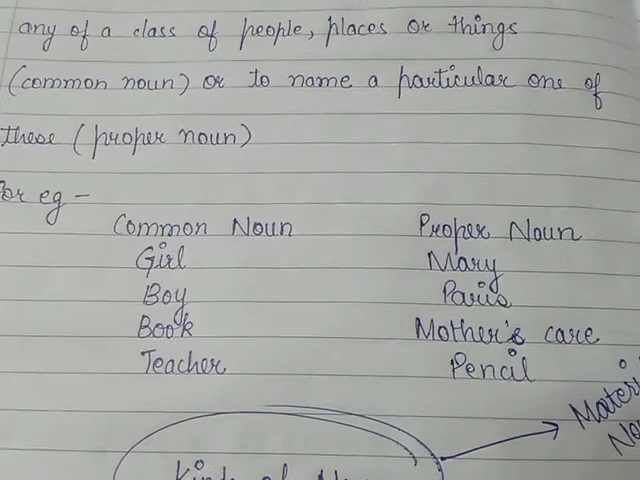 any of a class of people, places or things
(common noun) or to name a particular one of
these (proper noun)
For eg -
Common Noun Proper Noun
Girl Mary
Boy Paris
Book Mother's care
Teacher Pencil